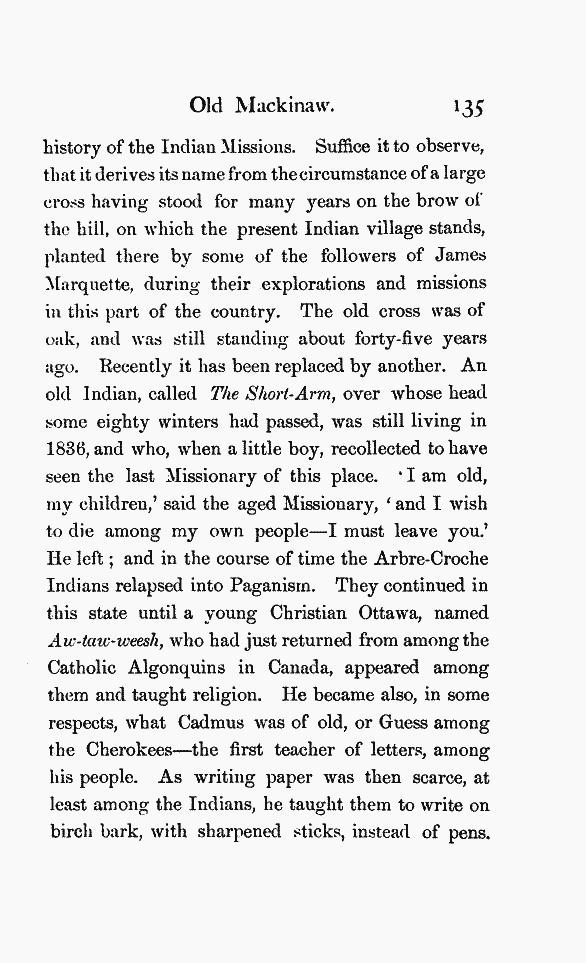 Old Mackinaw. 135
history of the Indian Missions. Suffice it to observe,
that it derives its name from the circumstance of a large
cross having stood for many years on the brow of
the hill, on which the present Indian village stands,
planted there by some of the followers of James
Marquette, during their explorations and missions
in this part of the country. The old cross was of
oak, and was still standing about forty-five years
ago. Recently it has been replaced by another. An
old Indian, called The Short-Arm, over whose head
some eighty winters had passed, was still living in
1836, and who, when a little boy, recollected to have
seen the last Missionary of this place. ‘I am old,
my children,’ said the aged Missionary, ‘and I wish
to die among my own people—I must leave you.’
He left; and in the course of time the Arbre-Croche
Indians relapsed into Paganism. They continued in
this state until a young Christian Ottawa, named
Aw-taw-weesh, who had just returned from among the
Catholic Algonquins in Canada, appeared among
them and taught religion. He became also, in some
respects, what Cadmus was of old, or Guess among
the Cherokees—the first teacher of letters, among
his people. As writing paper was then scarce, at
least among the Indians, he taught them to write on
birch bark, with sharpened sticks, instead of pens.